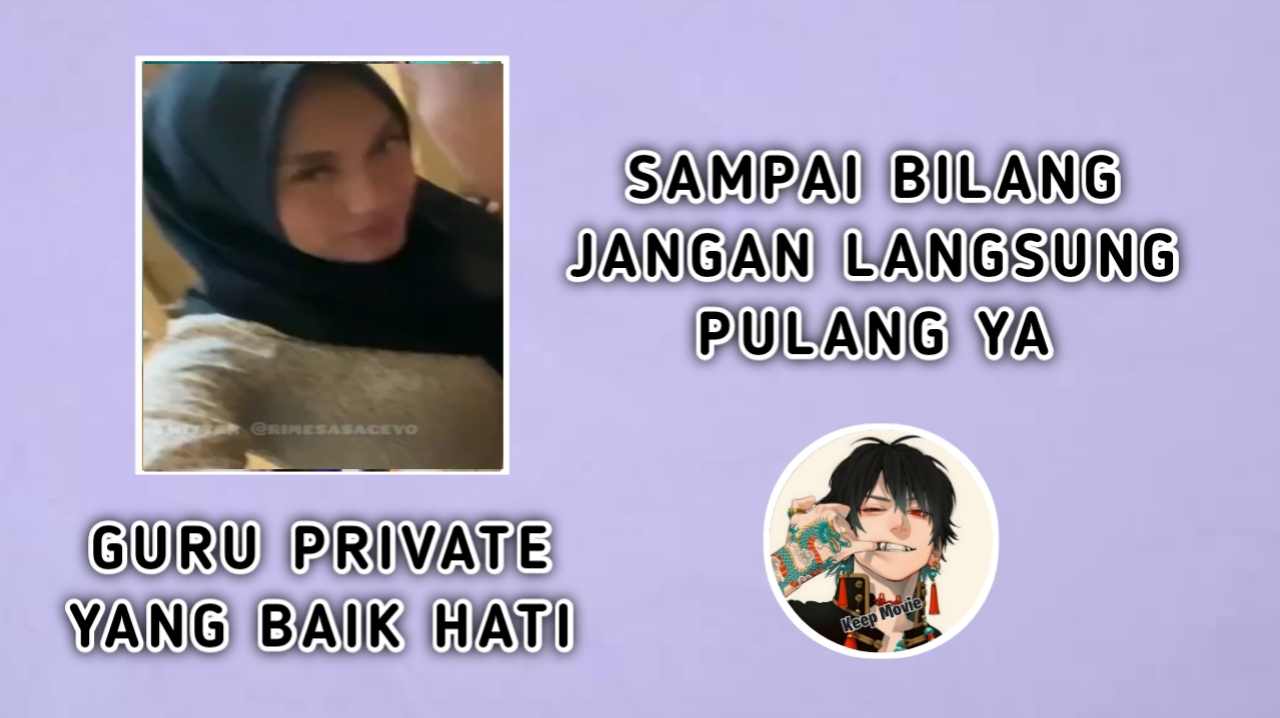 GURU PRIVATE
YANG BAIK HATI
SAMPAI BILANG
JANGAN LANGSUNG
PULANG YA
@RIMESASACEYO
Keep Movie